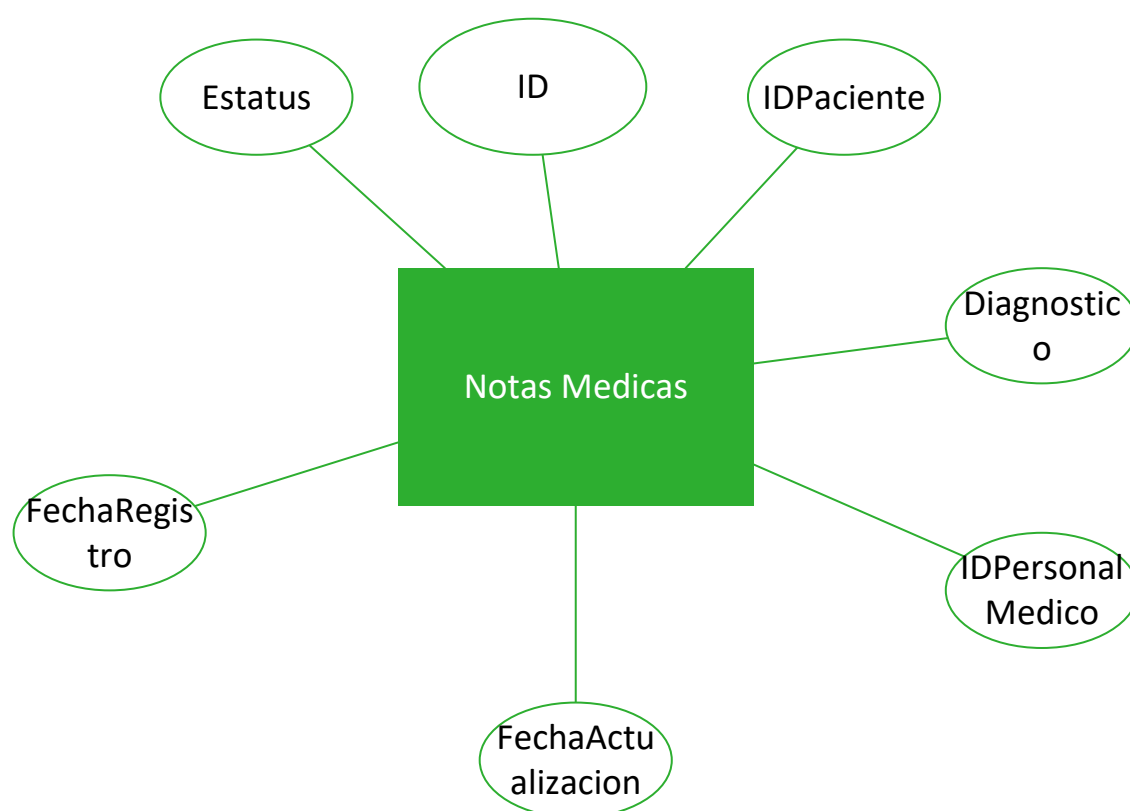 Estatus
ID
IDPaciente
Diagnostic
o
Notas Medicas
FechaRegis
tro
IDPersonal
Medico
FechaActu
alizacion